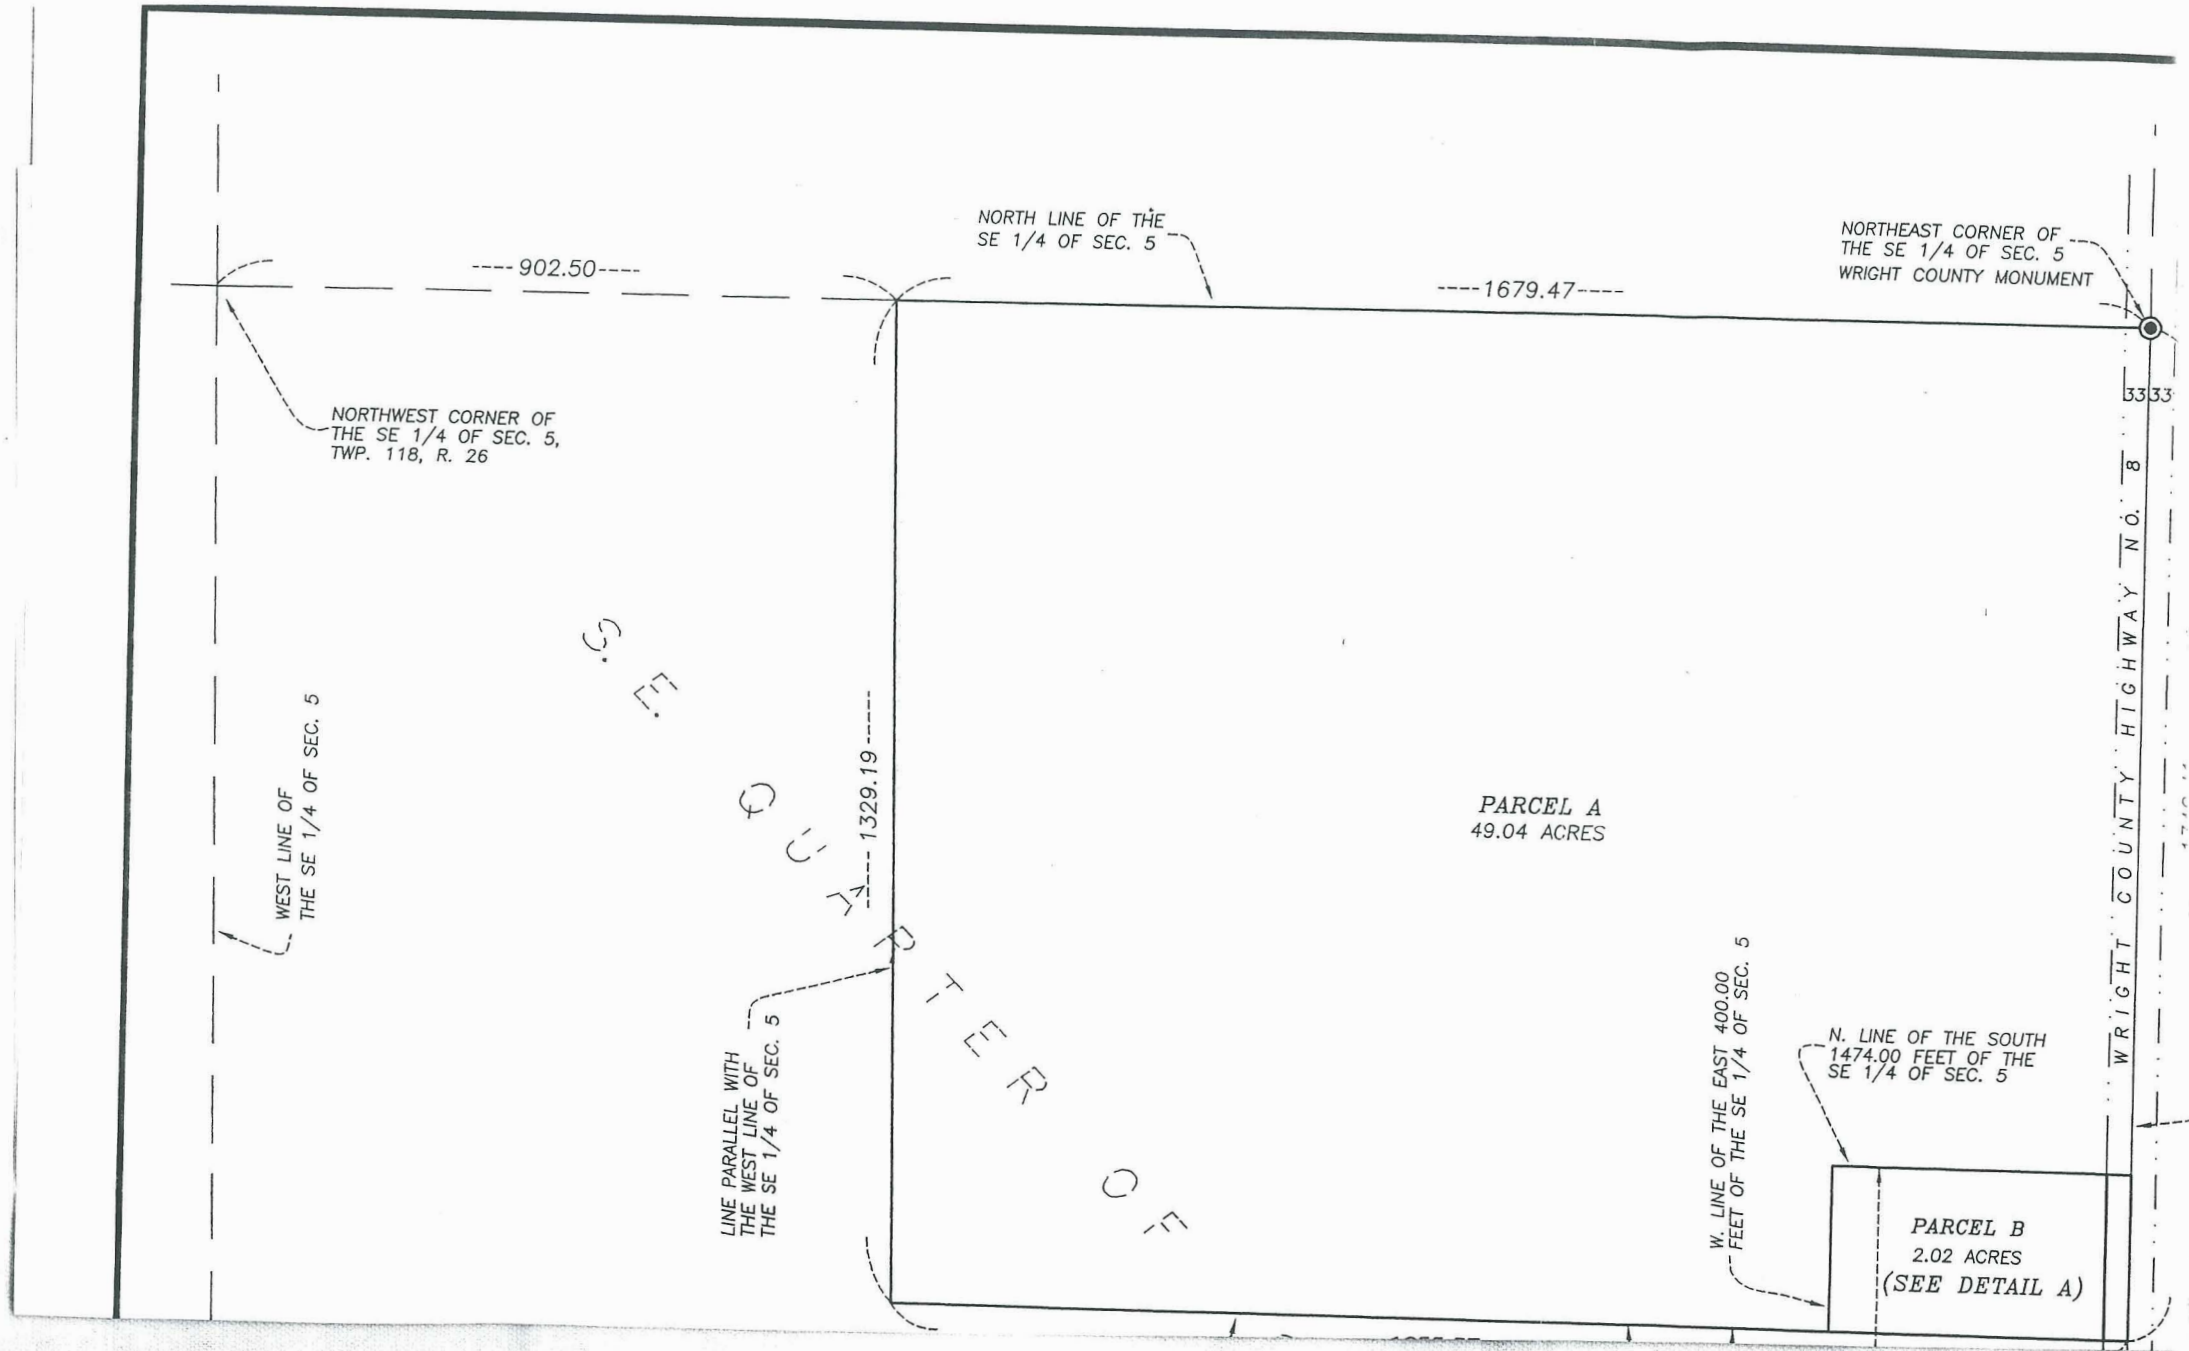 NORTH LINE OF THE
SE 1/4 OF SEC. 5
NORTHEAST CORNER OF
THE SE 1/4 OF SEC. 5
WRIGHT COUNTY MONUMENT
----902.50----
----1679.47-----
33 33
NORTHWEST CORNER OF
THE SE 1/4 OF SEC. 5,
TWP. 118, R. 26
WRIGHT COUNTY HIGHWAY NO. 8
S.E. QUARTER OF
WEST LINE OF
THE SE 1/4 OF SEC. 5
-----1329.19-----
PARCEL A
49.04 ACRES
LINE PARALLEL WITH
THE WEST LINE OF
THE SE 1/4 OF SEC. 5
W. LINE OF THE EAST 400.00
FEET OF THE SE 1/4 OF SEC. 5
N. LINE OF THE SOUTH
1474.00 FEET OF THE
SE 1/4 OF SEC. 5
PARCEL B
2.02 ACRES
(SEE DETAIL A)